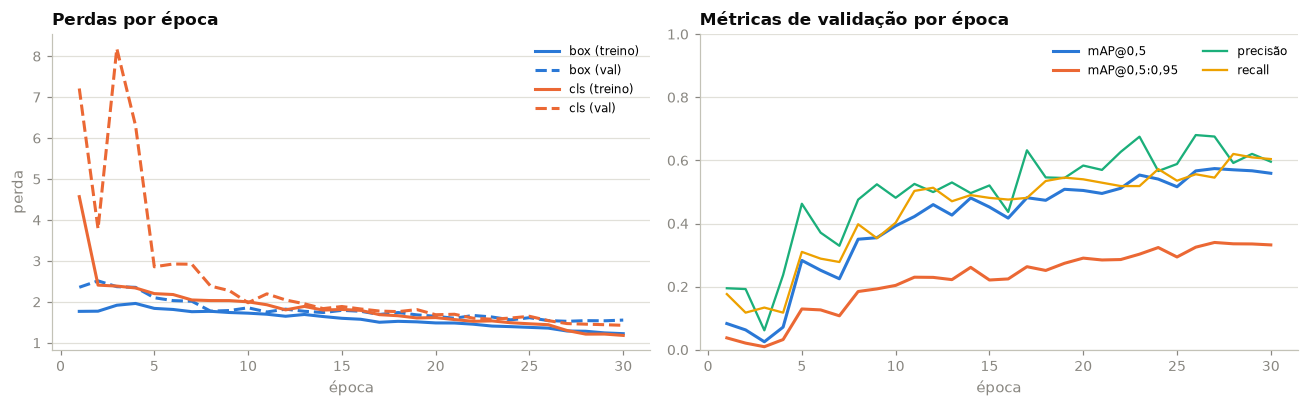 Perdas por época
8
7
6
5
4
3
2
1
perda
box (treino)
box (val)
cls (treino)
cls (val)
0 5 10 15 20 25 30
época
Métricas de validação por época
1.0
0.8
0.6
0.4
0.2
0.0
mAP@0,5
mAP@0,5:0,95
precisão
recall
0 5 10 15 20 25 30
época